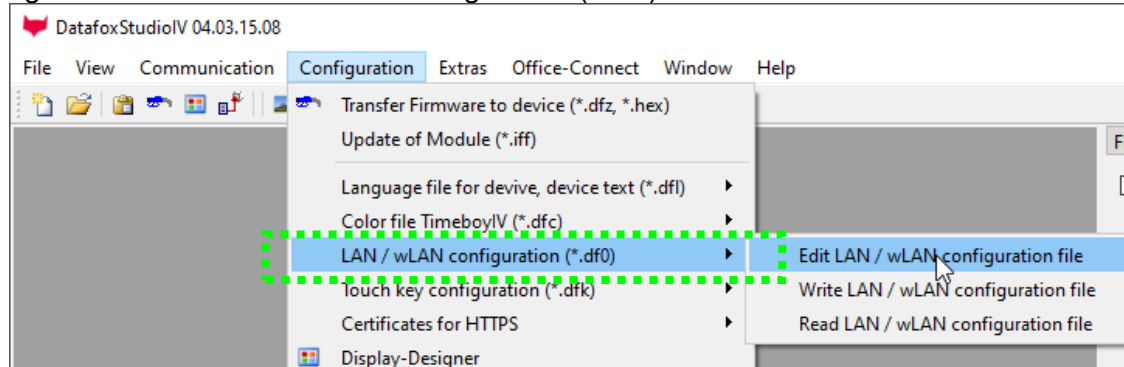 DatafoxStudioIV 04.03.15.08
File View Communication Configuration Extras Office-Connect Window Help
Transfer Firmware to device (*.dfz, *.hex)
Update of Module (*.iff)
Language file for devive, device text (*.dfl)
Color file TimeboyIV (*.dfc)
LAN / wLAN configuration (*.df0)
Edit LAN / wLAN configuration file
Touch key configuration (*.dfk)
Write LAN / wLAN configuration file
Certificates for HTTPS
Read LAN / wLAN configuration file
Display-Designer